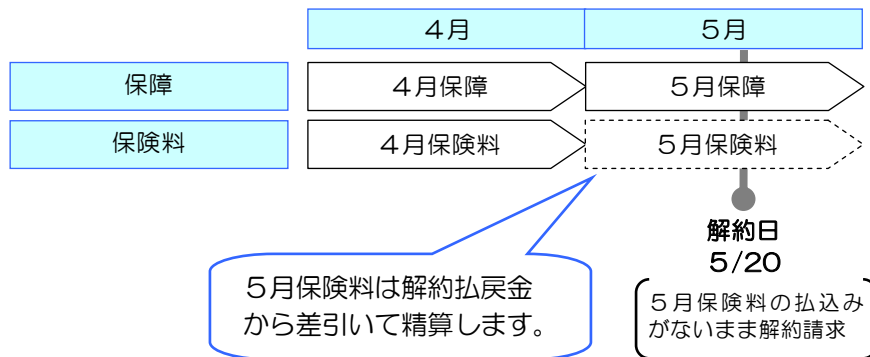 ４月
５月
保障
４月保障
５月保障
保険料
４月保険料
５月保険料
解約日
５/20
５月保険料は解約払戻金
から差引いて精算します。
５月保険料の払込み
がないまま解約請求